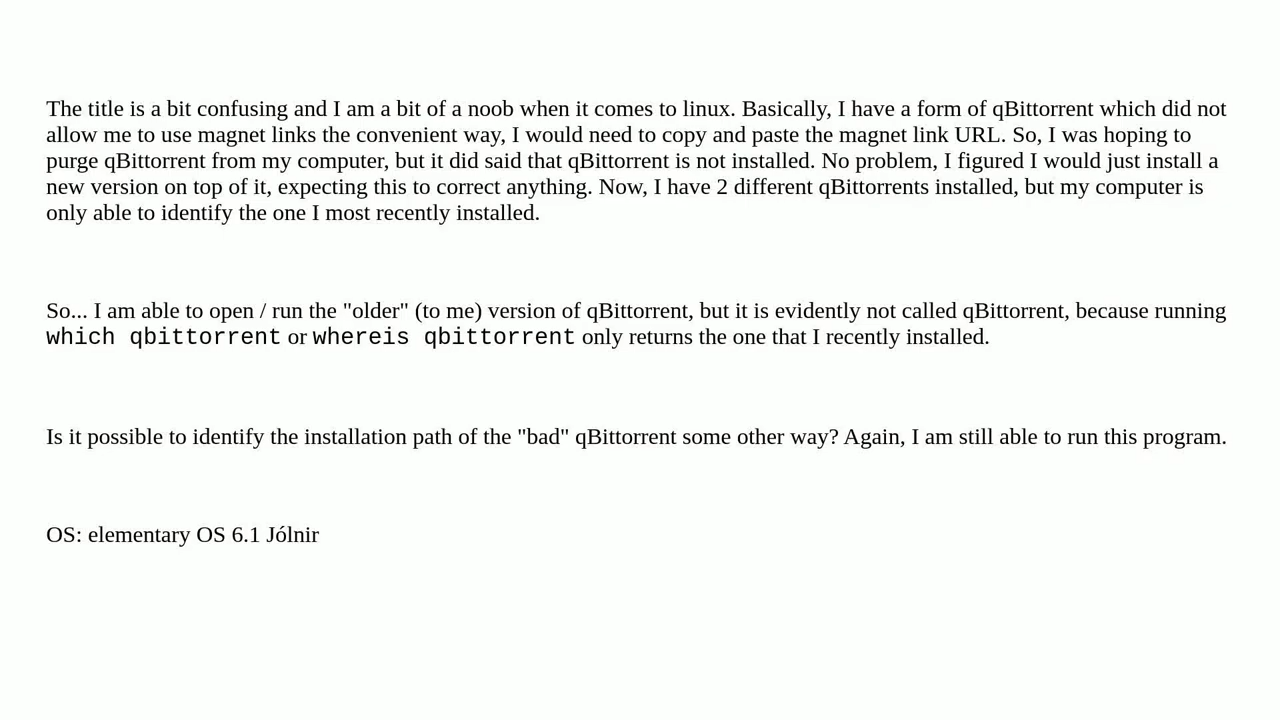 The title is a bit confusing and I am a bit of a noob when it comes to linux. Basically, I have a form of qBittorrent which did not
allow me to use magnet links the convenient way, I would need to copy and paste the magnet link URL. So, I was hoping to
purge qBittorrent from my computer, but it did said that qBittorrent is not installed. No problem, I figured I would just install a
new version on top of it, expecting this to correct anything. Now, I have 2 different qBittorrents installed, but my computer is
only able to identify the one I most recently installed.
So... I am able to open / run the "older" (to me) version of qBittorrent, but it is evidently not called qBittorrent, because running
which qbittorrent or whereis qbittorrent only returns the one that I recently installed.
Is it possible to identify the installation path of the "bad" qBittorrent some other way? Again, I am still able to run this program.
OS: elementary OS 6.1 Jólnir